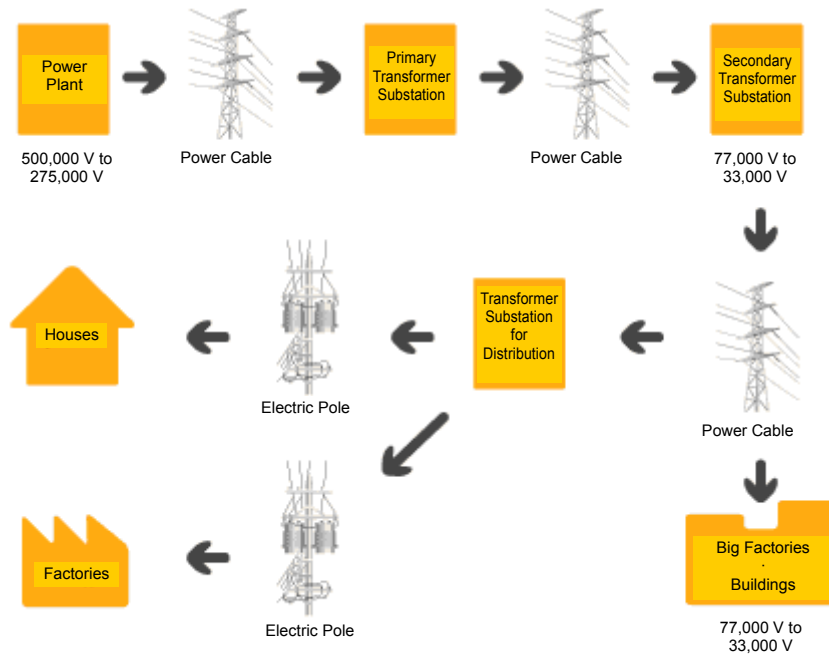 Power
Plant
500,000 V to
275,000 V
Power Cable
Primary
Transformer
Substation
Power Cable
Secondary
Transformer
Substation
77,000 V to
33,000 V
Houses
Electric Pole
Transformer
Substation
for
Distribution
Power Cable
Factories
Electric Pole
Big Factories
·
Buildings
77,000 V to
33,000 V